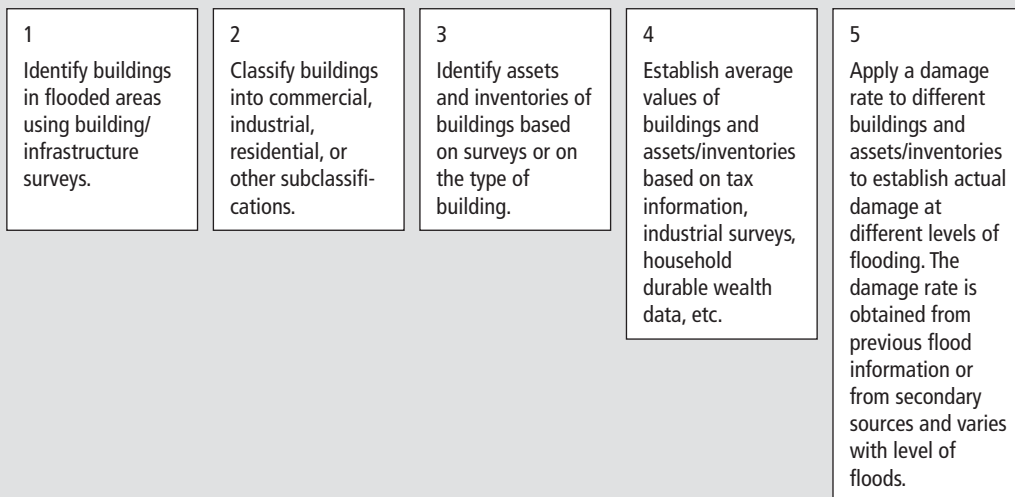 1
Identify buildings
in flooded areas
using building/
infrastructure
surveys.
2
Classify buildings
into commercial,
industrial,
residential, or
other subclassifi-
cations.
3
Identify assets
and inventories of
buildings based
on surveys or on
the type of
building.
4
Establish average
values of
buildings and
assets/inventories
based on tax
information,
industrial surveys,
household
durable wealth
data, etc.
5
Apply a damage
rate to different
buildings and
assets/inventories
to establish actual
damage at
different levels of
flooding. The
damage rate is
obtained from
previous flood
information or
from secondary
sources and varies
with level of
floods.